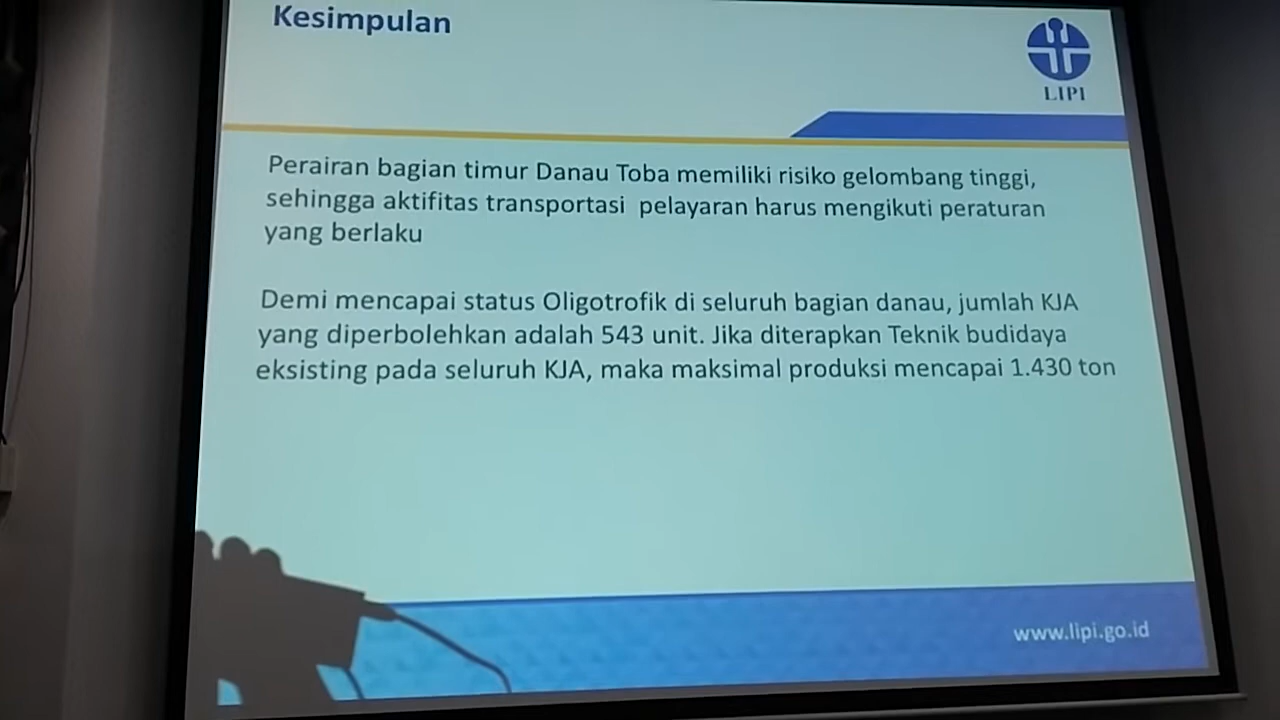 Kesimpulan
LIPI
Perairan bagian timur Danau Toba memiliki risiko gelombang tinggi,
sehingga aktifitas transportasi pelayaran harus mengikuti peraturan
yang berlaku
Demi mencapai status Oligotrofik di seluruh bagian danau, jumlah KJA
yang diperbolehkan adalah 543 unit. Jika diterapkan Teknik budidaya
eksisting pada seluruh KJA, maka maksimal produksi mencapai 1.430 ton
www.lipi.go.id